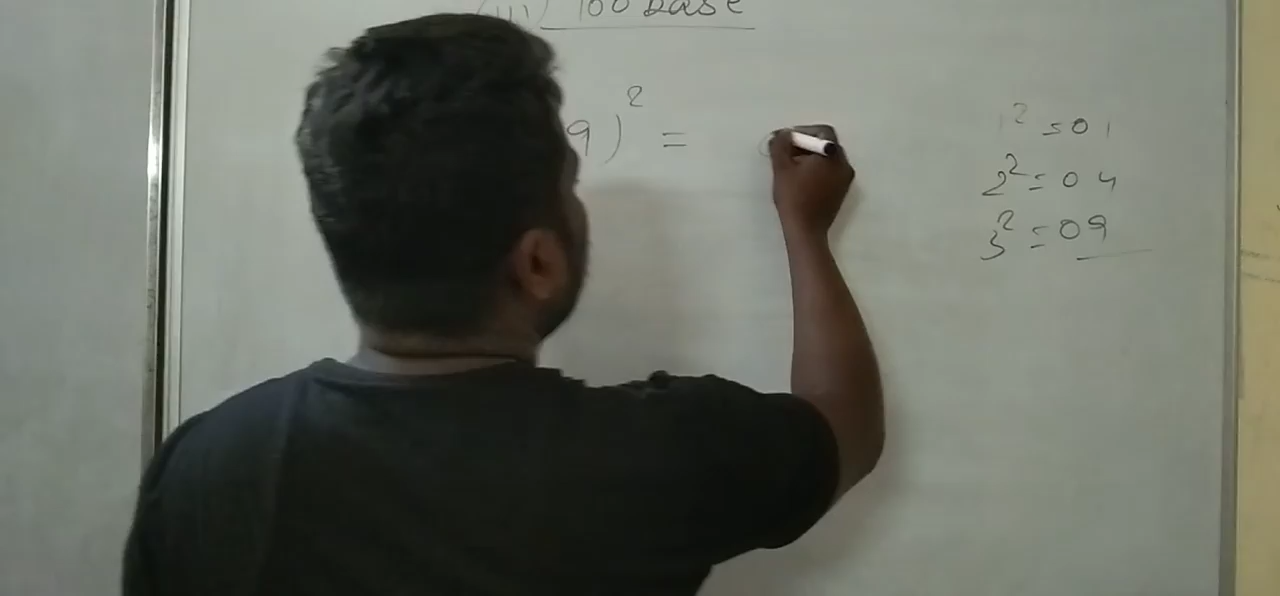 (iii) 100 Base
9)² =
1² = 01
2² = 04
3² = 09